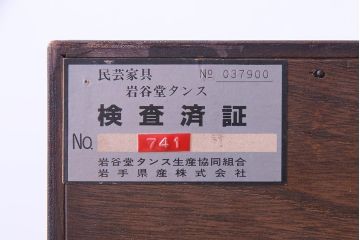 民芸家具 № 037900
岩谷堂タンス
検査済証
No. 741
岩谷堂タンス生産協同組合
岩手県産株式会社